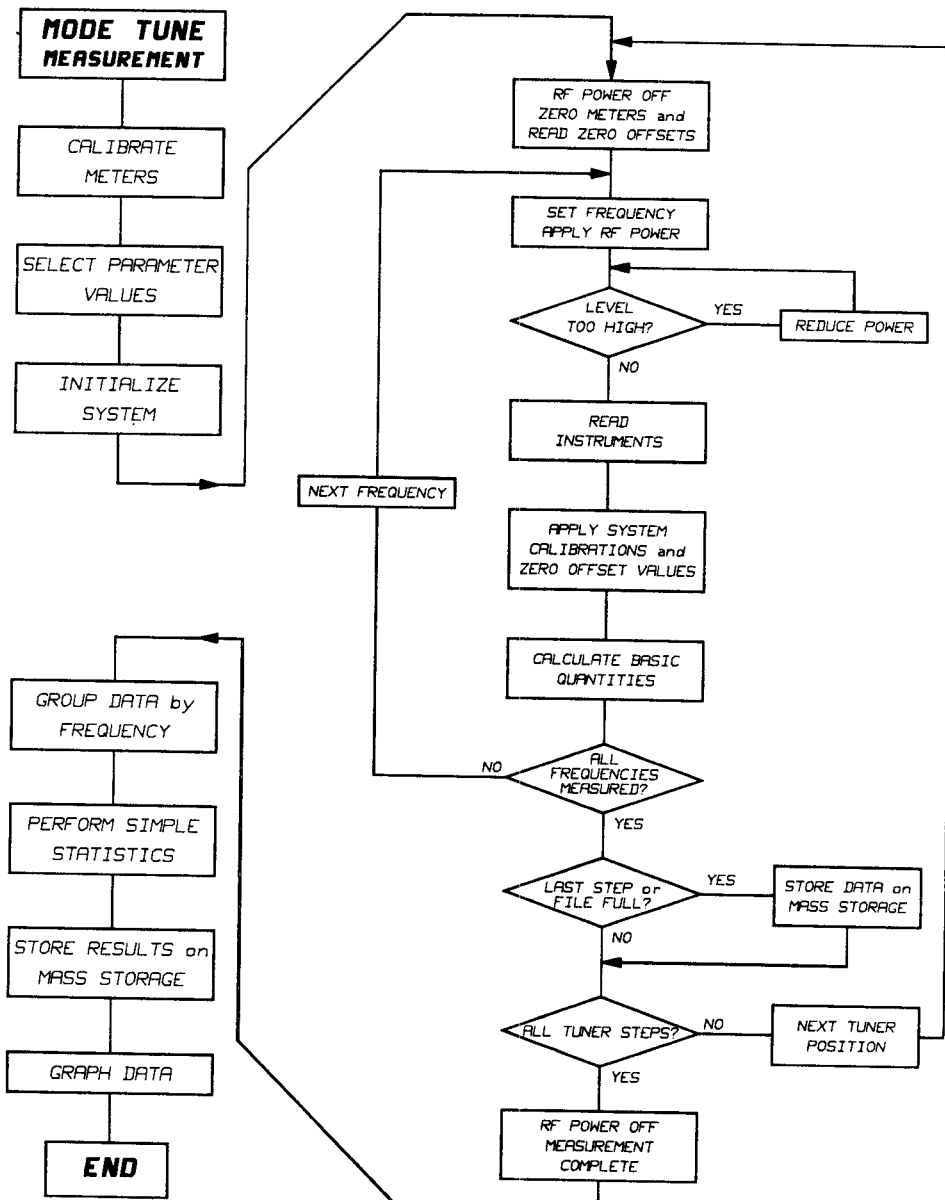 MODE TUNE
MEASUREMENT
CALIBRATE
METERS
SELECT PARAMETER
VALUES
INITIALIZE
SYSTEM
RF POWER OFF
ZERO METERS and
READ ZERO OFFSETS
SET FREQUENCY
APPLY RF POWER
LEVEL
TOO HIGH?
YES
REDUCE POWER
NO
READ
INSTRUMENTS
NEXT FREQUENCY
APPLY SYSTEM
CALIBRATIONS and
ZERO OFFSET VALUES
CALCULATE BASIC
QUANTITIES
ALL
FREQUENCIES
MEASURED?
NO
YES
LAST STEP or
FILE FULL?
YES
STORE DATA on
MASS STORAGE
NO
ALL TUNER STEPS?
NO
NEXT TUNER
POSITION
YES
RF POWER OFF
MEASUREMENT
COMPLETE
GROUP DATA by
FREQUENCY
PERFORM SIMPLE
STATISTICS
STORE RESULTS on
MASS STORAGE
GRAPH DATA
END